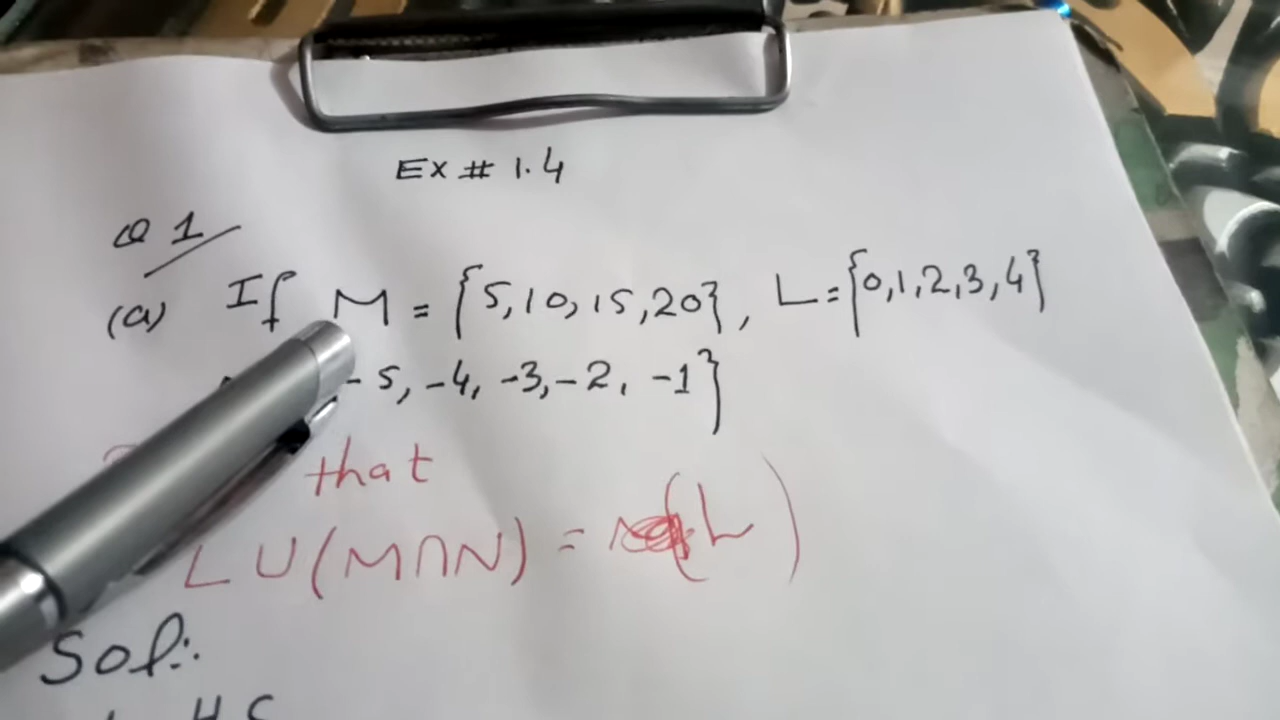 Ex # 1.4
Q1
(a) If M = {5,10,15,20}, L={0,1,2,3,4}
- 5, -4, -3, -2, -1}
that
L U (M∩N) = (L )
Sol: